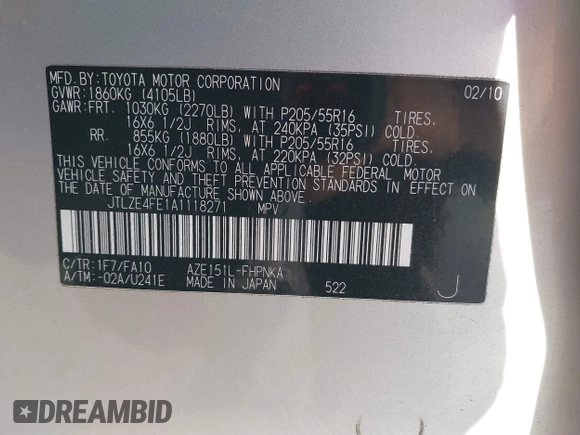 MFD. BY: TOYOTA MOTOR CORPORATION 02/10
GVWR: 1860KG (4105LB)
GAWR: FRT. 1030KG (2270LB) WITH P205/55R16 TIRES.
16X6 1/2J RIMS, AT 240KPA (35PSI) COLD.
RR. 855KG (1880LB) WITH P205/55R16 TIRES.
16X6 1/2J RIMS, AT 220KPA (32PSI) COLD.
THIS VEHICLE CONFORMS TO ALL APPLICABLE FEDERAL MOTOR
VEHICLE SAFETY AND THEFT PREVENTION STANDARDS IN EFFECT ON
THE DATE OF MANUFACTURE SHOWN ABOVE.
JTLZE4FE1A1118271 MPV
C/TR: 1F7/FA10 AZE151L-FHPNKA
A/TM: -02A/U241E MADE IN JAPAN 522 J
DREAMBID